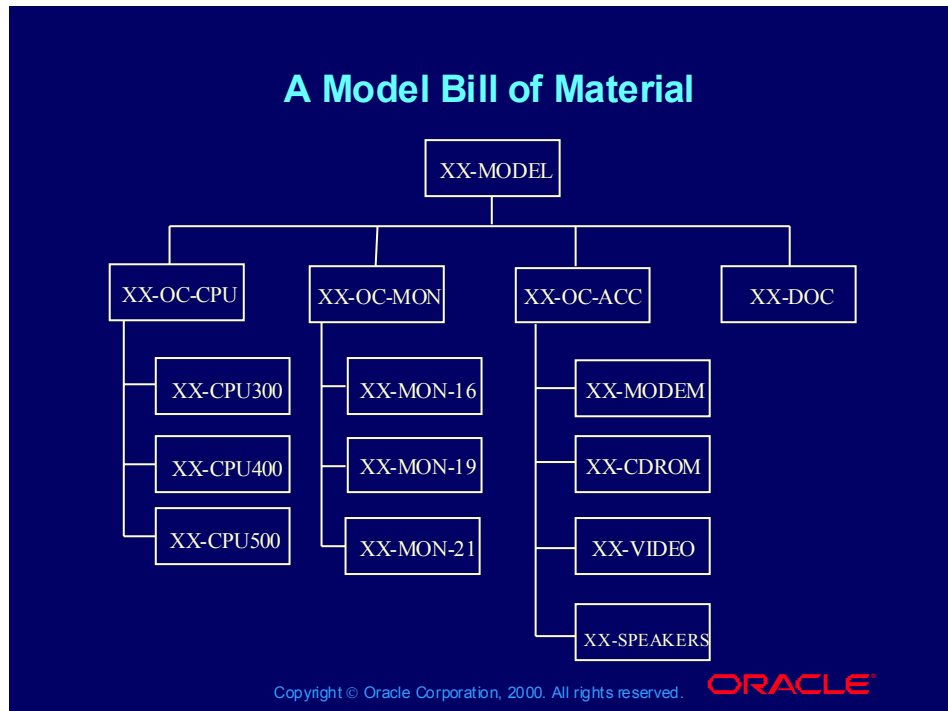 A Model Bill of Material
XX-MODEL
XX-OC-CPU
XX-OC-MON
XX-OC-ACC
XX-DOC
XX-CPU300
XX-MON-16
XX-MODEM
XX-CPU400
XX-MON-19
XX-CDROM
XX-CPU500
XX-MON-21
XX-VIDEO
XX-SPEAKERS
Copyright © Oracle Corporation, 2000. All rights reserved.
ORACLE®